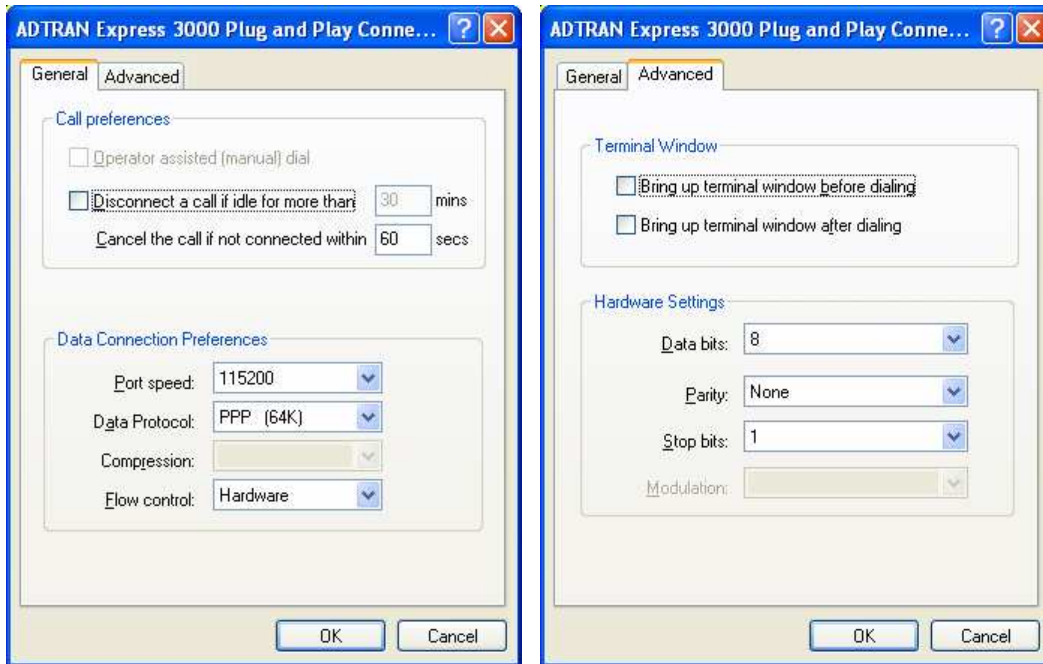 ADTRAN Express 3000 Plug and Play Conne...
General Advanced
Call preferences
Operator assisted (manual) dial
Disconnect a call if idle for more than 30 mins
Cancel the call if not connected within 60 secs
Data Connection Preferences
Port speed: 115200
Data Protocol: PPP (64K)
Compression:
Flow control: Hardware
OK Cancel
ADTRAN Express 3000 Plug and Play Conne...
General Advanced
Terminal Window
Bring up terminal window before dialing
Bring up terminal window after dialing
Hardware Settings
Data bits: 8
Parity: None
Stop bits: 1
Modulation:
OK Cancel